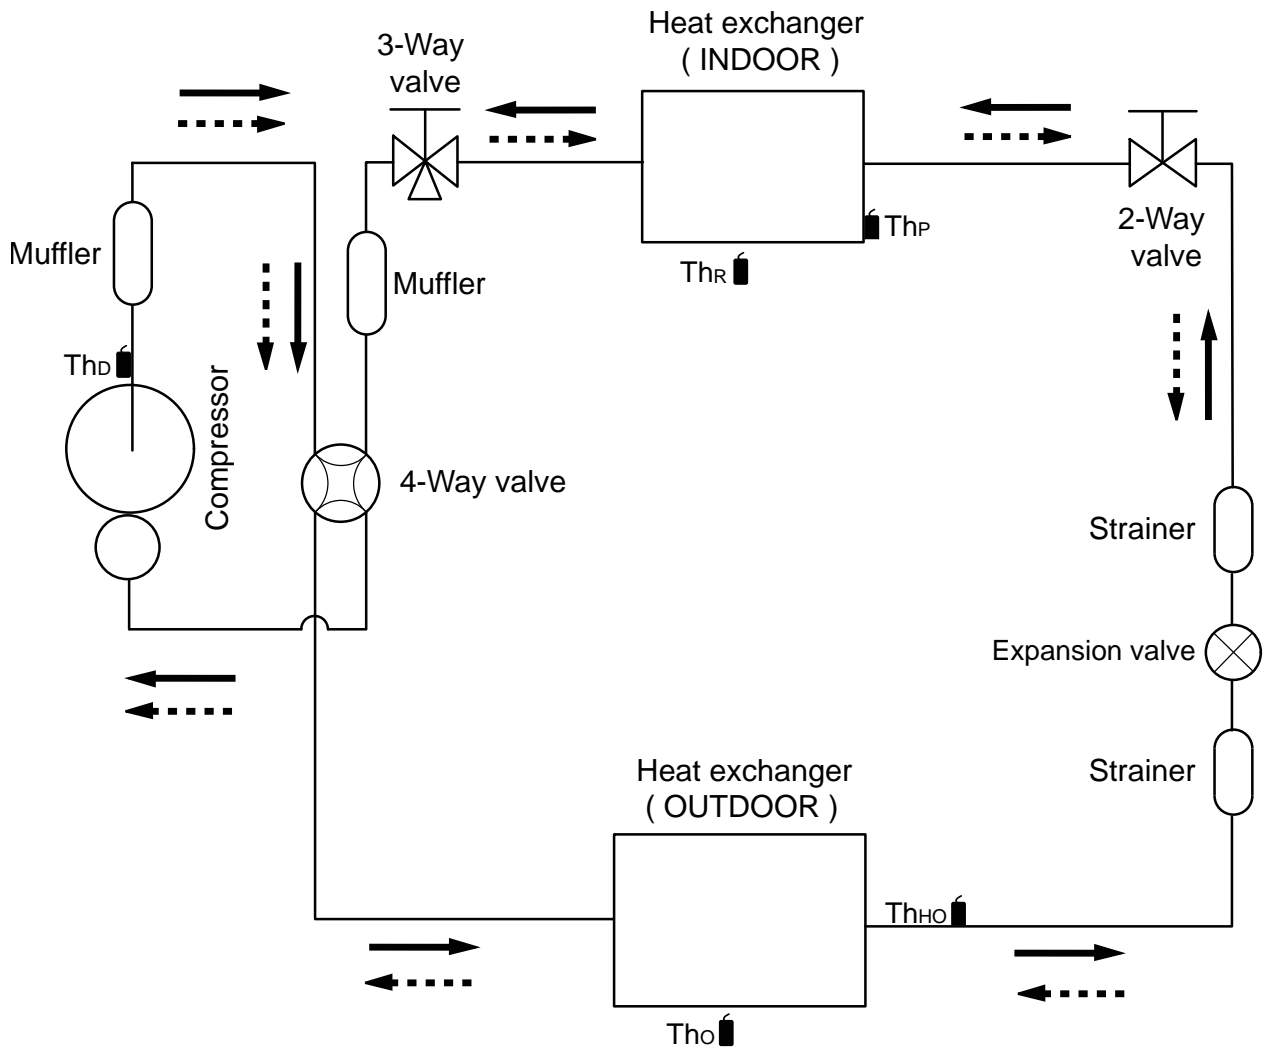 Heat exchanger
( INDOOR )
3-Way
valve
Muffler
Muffler
ThP
ThR
2-Way
valve
ThD
Compressor
4-Way valve
Strainer
Expansion valve
Strainer
Heat exchanger
( OUTDOOR )
ThHO
ThO